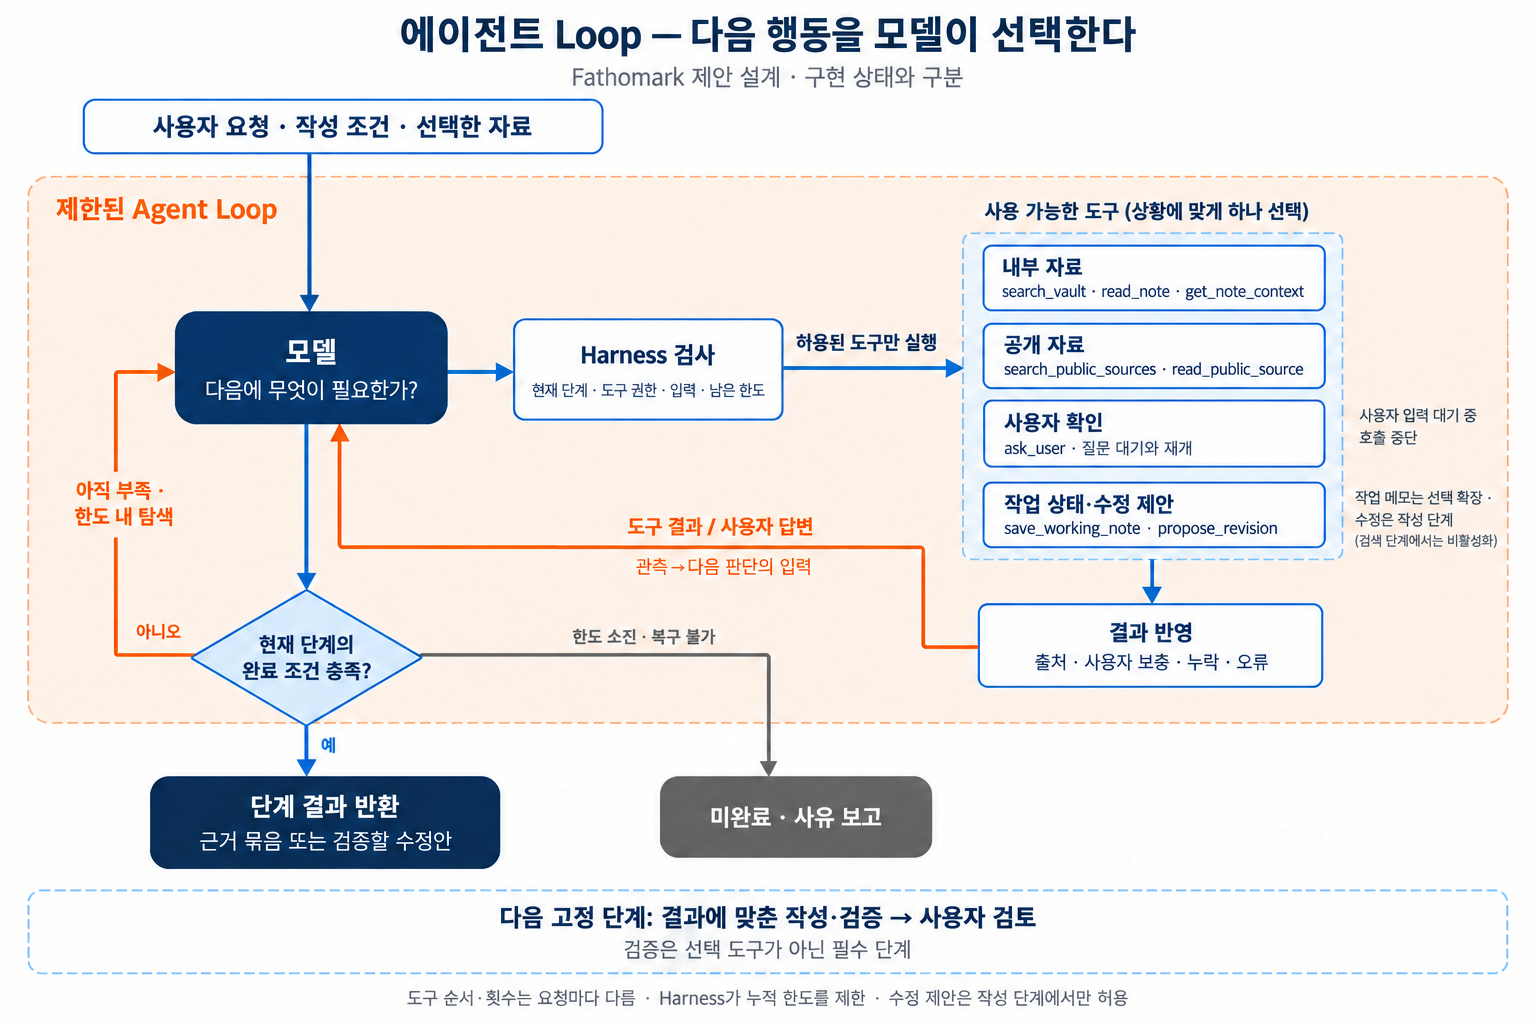 에이전트 Loop — 다음 행동을 모델이 선택한다
Fathomark 제안 설계 · 구현 상태와 구분
사용자 요청 · 작성 조건 · 선택한 자료
제한된 Agent Loop
사용 가능한 도구 (상황에 맞게 하나 선택)
내부 자료
search_vault · read_note · get_note_context
모델
다음에 무엇이 필요한가?
Harness 검사
현재 단계 · 도구 권한 · 입력 · 남은 한도
허용된 도구만 실행
공개 자료
search_public_sources · read_public_source
사용자 확인
ask_user · 질문 대기와 재개
사용자 입력 대기 중
호출 중단
작업 상태·수정 제안
save_working_note · propose_revision
작업 메모는 선택 확장 ·
수정은 작성 단계
(검색 단계에서는 비활성화)
아직 부족 ·
한도 내 탐색
도구 결과 / 사용자 답변
관측→다음 판단의 입력
아니오
현재 단계의
완료 조건 충족?
한도 소진 · 복구 불가
결과 반영
출처 · 사용자 보충 · 누락 · 오류
예
단계 결과 반환
근거 묶음 또는 검종할 수정안
미완료 · 사유 보고
다음 고정 단계: 결과에 맞춘 작성·검증 → 사용자 검토
검증은 선택 도구가 아닌 필수 단계
도구 순서·횟수는 요청마다 다름 · Harness가 누적 한도를 제한 · 수정 제안은 작성 단계에서만 허용